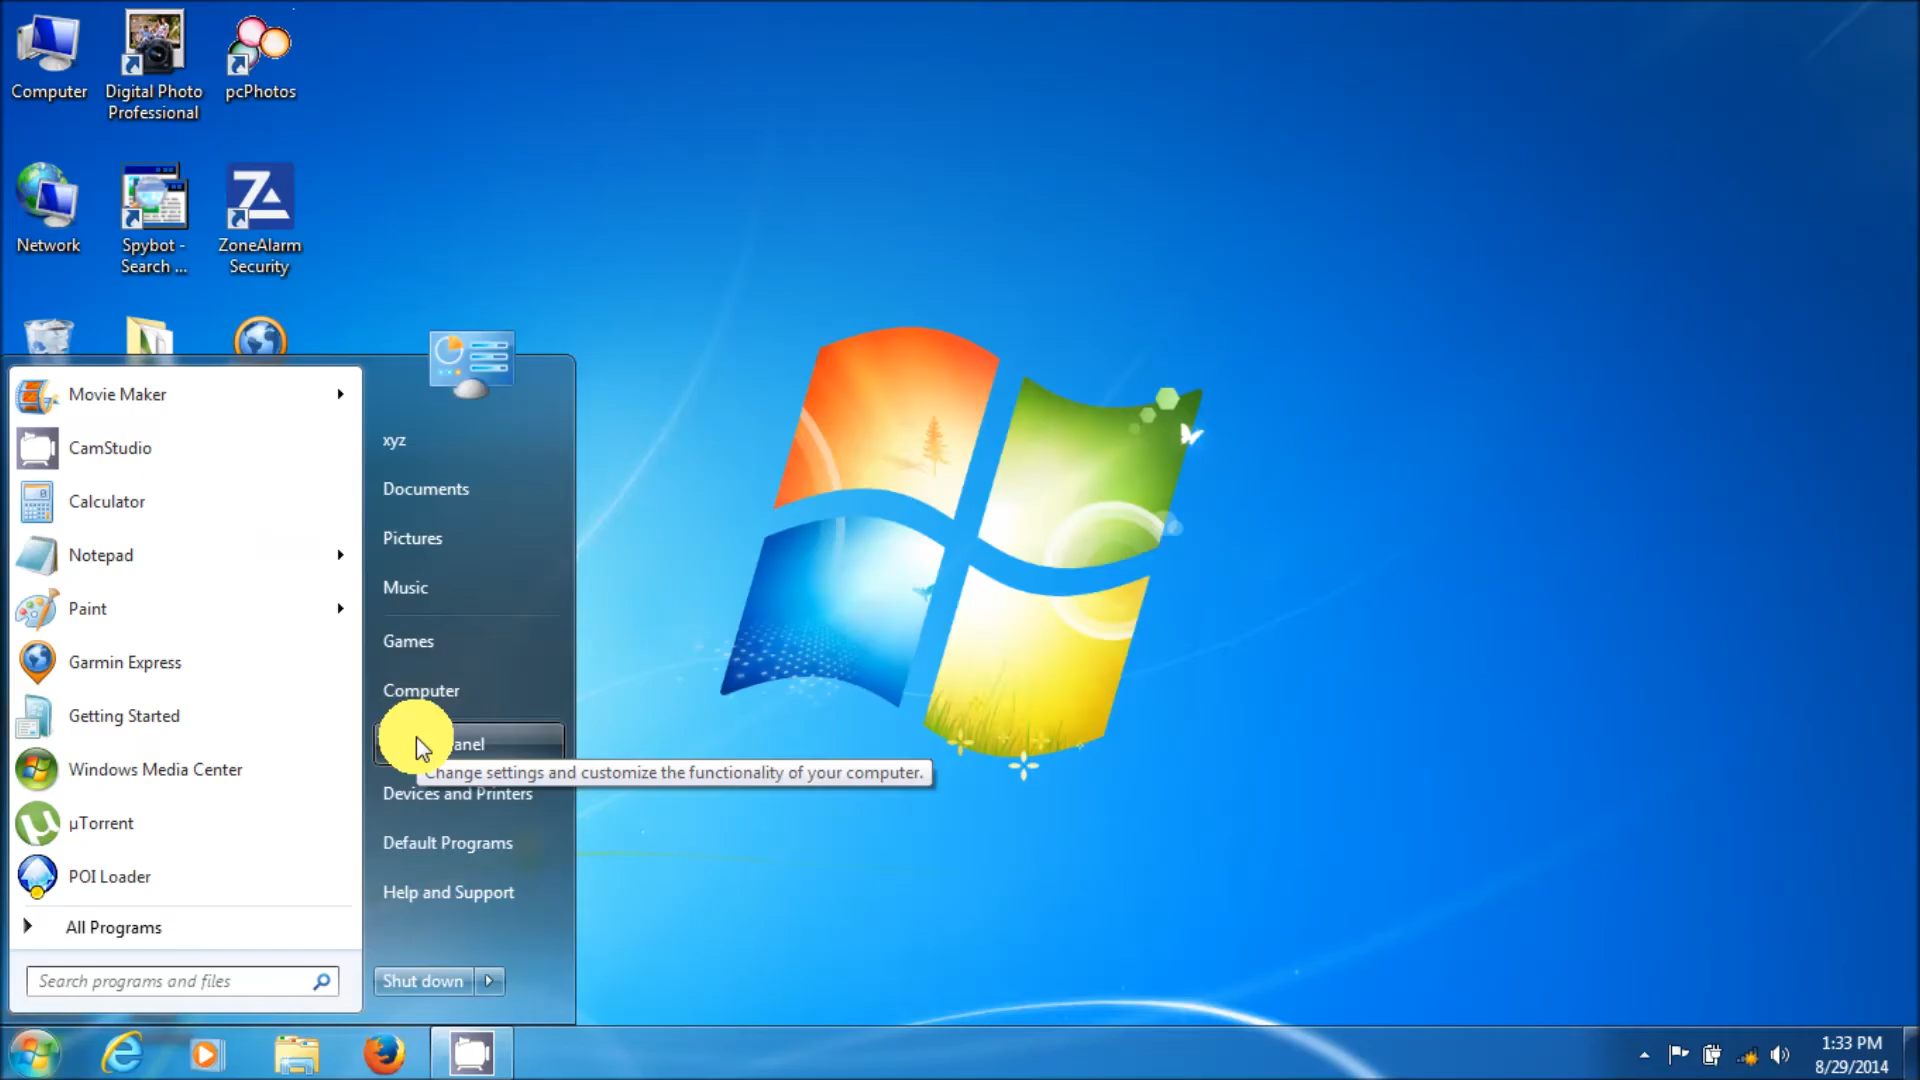 Computer
Digital Photo
Professional
pcPhotos
Network
Spybot -
Search ...
ZoneAlarm
Security
Movie Maker
CamStudio
Calculator
Notepad
Paint
Garmin Express
Getting Started
Windows Media Center
µTorrent
POI Loader
All Programs
Search programs and files
xyz
Documents
Pictures
Music
Games
Computer
anel
Change settings and customize the functionality of your computer.
Devices and Printers
Default Programs
Help and Support
Shut down
1:33 PM
8/29/2014